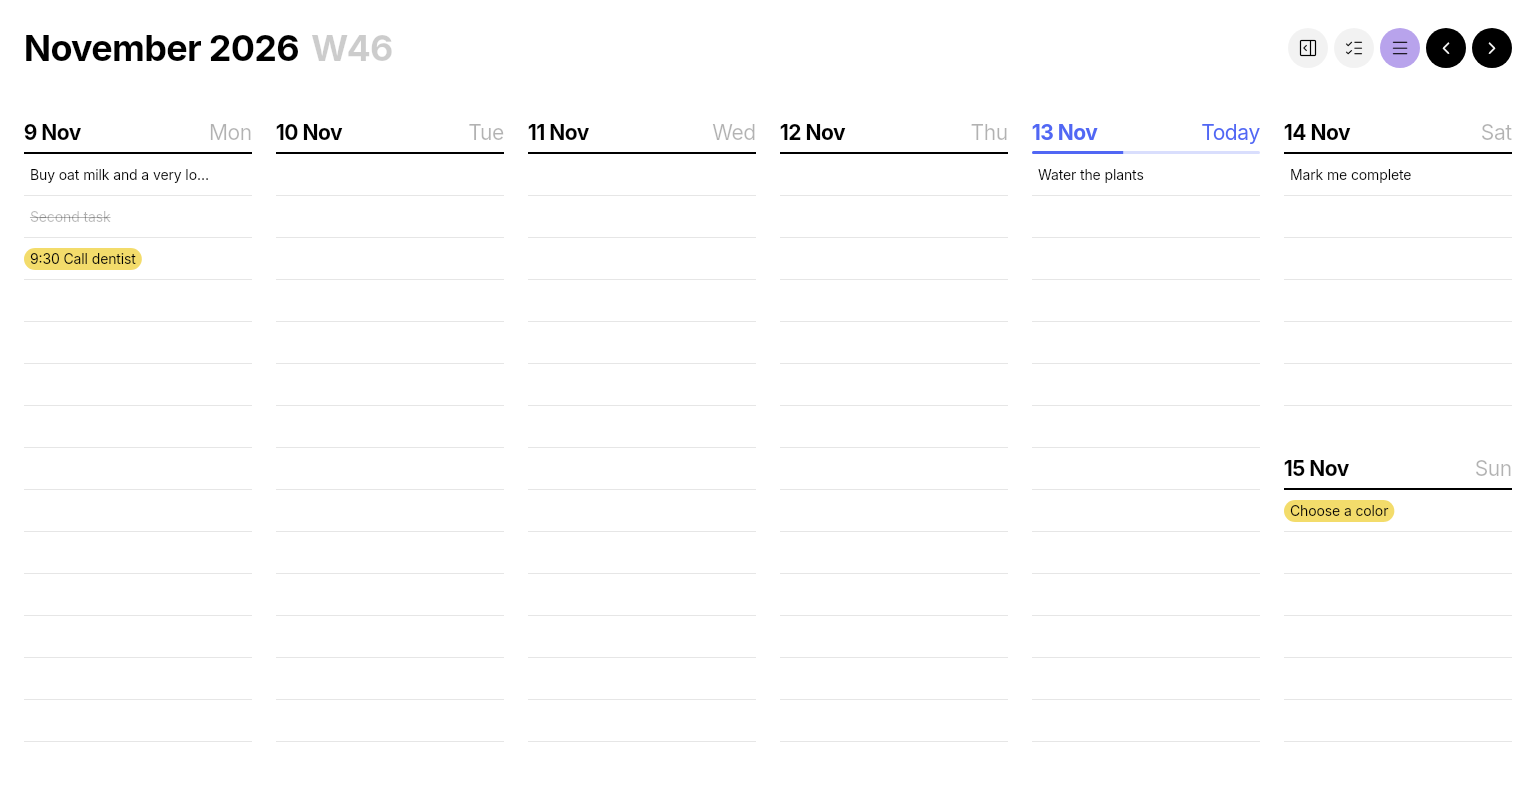 November 2026 W46
9 Nov Mon
Buy oat milk and a very lo...
Second task
9:30 Call dentist
10 Nov Tue
11 Nov Wed
12 Nov Thu
13 Nov Today
Water the plants
14 Nov Sat
Mark me complete
15 Nov Sun
Choose a color